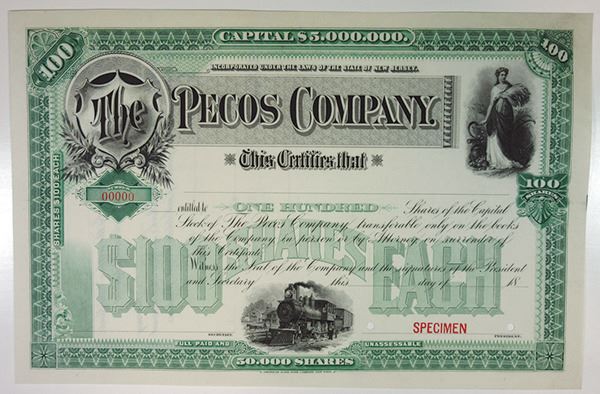 CAPITAL $5.000.000.
100
100
INCORPORATED UNDER THE LAWS OF THE STATE OF NEW JERSEY.
The PECOS COMPANY.
This Certifies that
SHARES $100 EACH
00000
100
entitled to ONE HUNDRED Shares of the Capital
Stock of The Pecos Company, transferable only on the books
of the Company in person or by Attorney on surrender of
this Certificate.
$100 SHARES EACH
Witness the Seal of the Company and the signatures of the President
and Secretary this day of 18
SPECIMEN
SECRETARY.
PRESIDENT.
FULL PAID AND UNASSESSABLE
50.000 SHARES